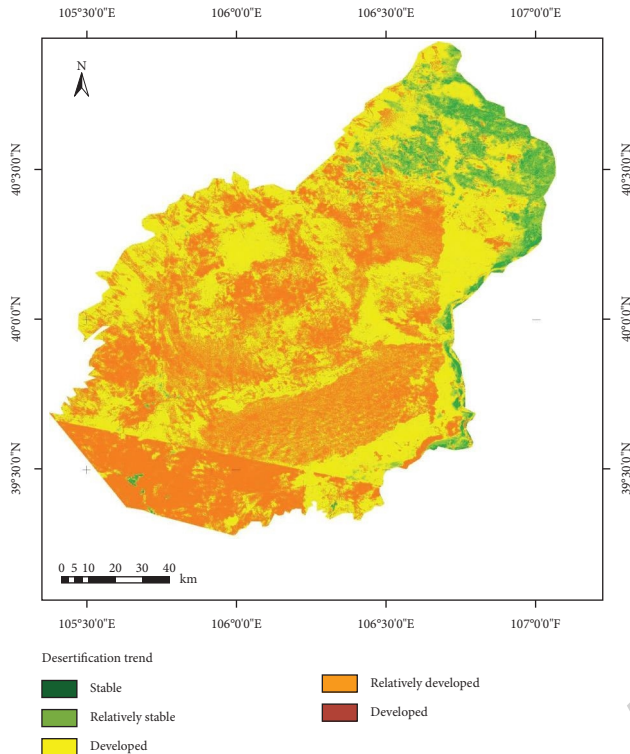 105°30'0"E 106°0'0"E 106°30'0"E 107°0'0"E
N
40°30'0"N 40°30'0"N
40°0'0"N 40°0'0"N
39°30'0"N 39°30'0"N
0 5 10 20 30 40
km
105°30'0"E 106°0'0"E 106°30'0"E 107°0'0"F
Desertification trend
Stable
Relatively stable
Developed
Relatively developed
Developed